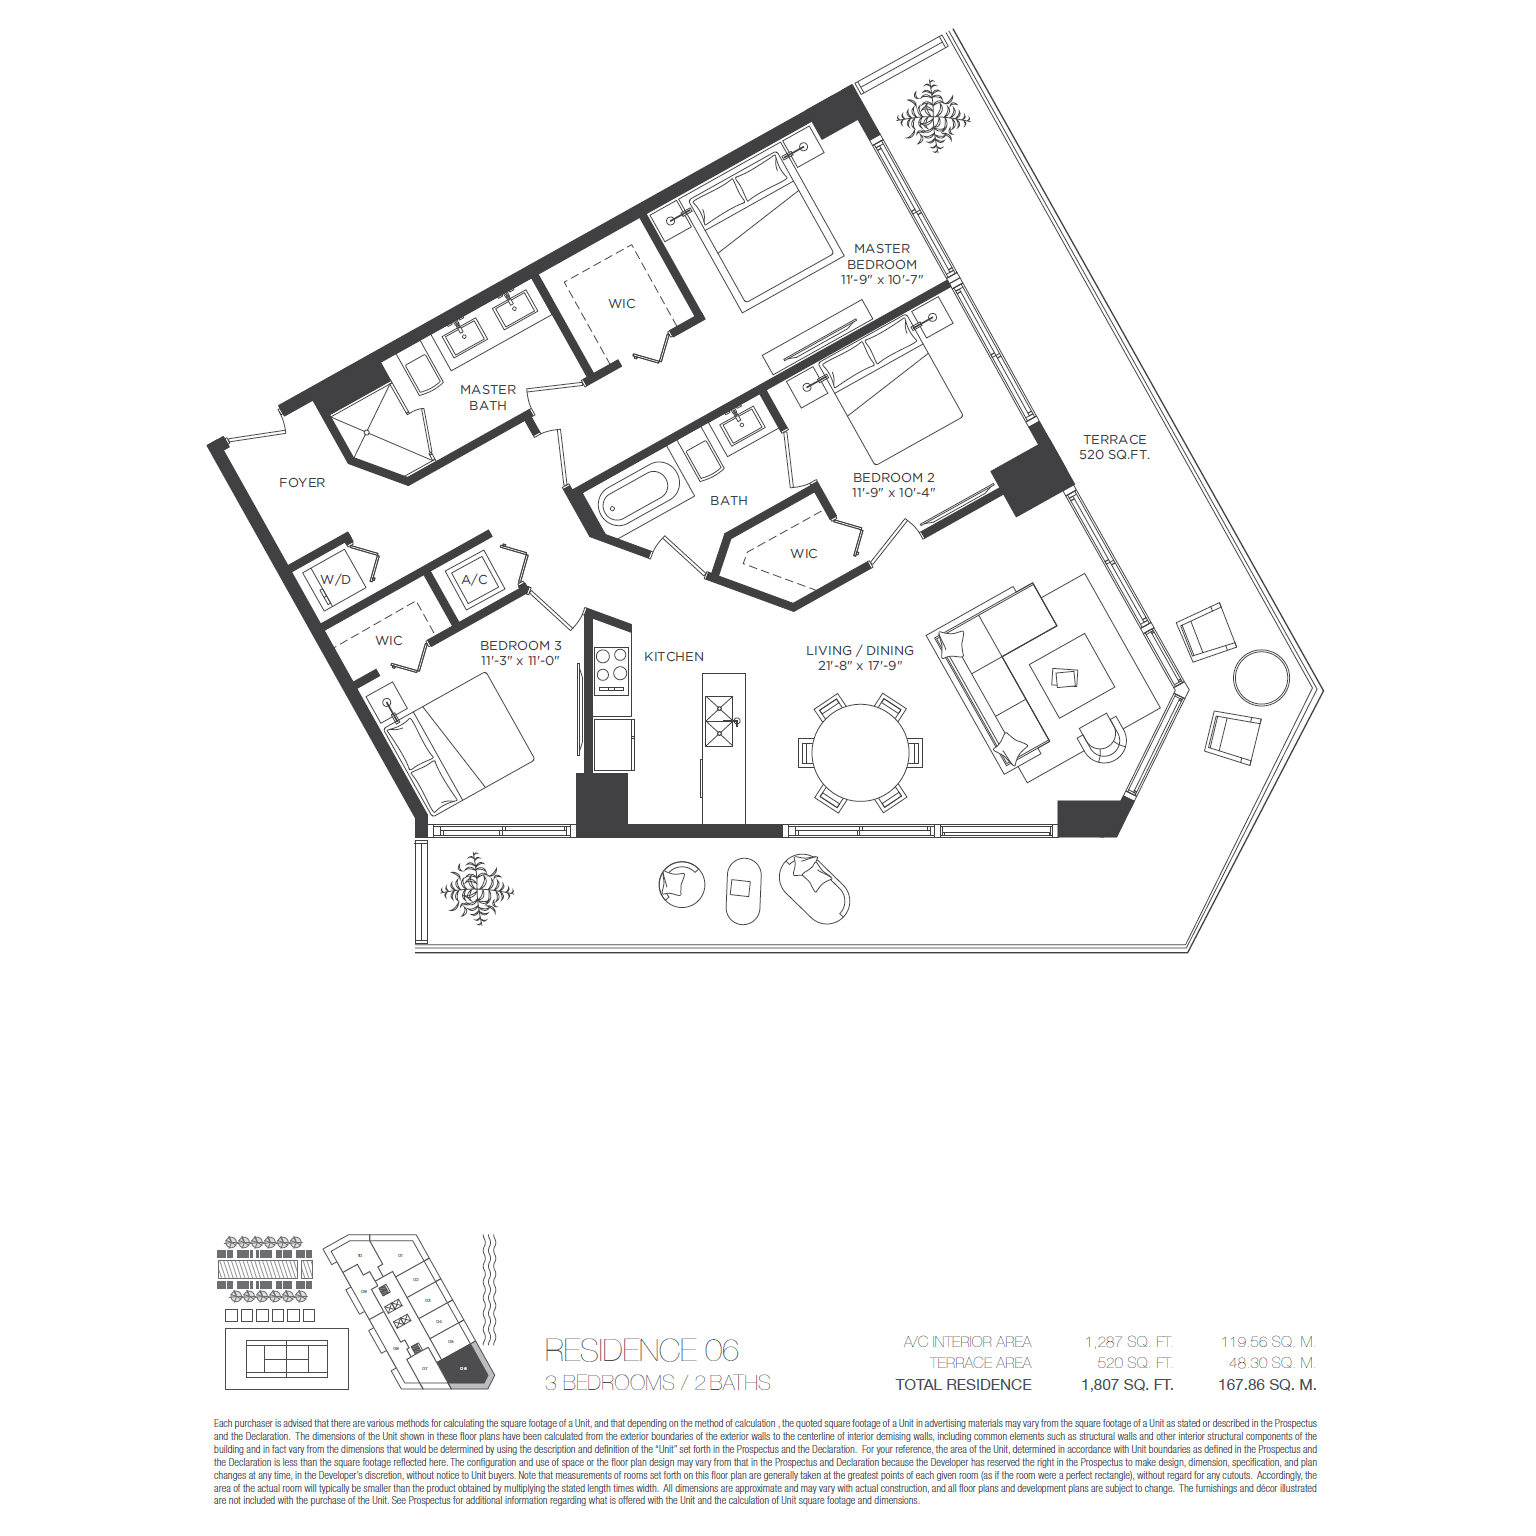 MASTER
BEDROOM
11'-9" x 10'-7"
WIC
MASTER
BATH
TERRACE
520 SQ.FT.
FOYER
BEDROOM 2
11'-9" x 10'-4"
BATH
WIC
W/D
A/C
WIC
BEDROOM 3
11'-3" x 11'-0"
KITCHEN
LIVING / DINING
21'-8" x 17'-9"
10
01
02
09
03
04
05
08
07
RESIDENCE 06
3 BEDROOMS / 2 BATHS
A/C INTERIOR AREA 1,287 SQ. FT. 119.56 SQ. M.
TERRACE AREA 520 SQ. FT. 48.30 SQ. M.
TOTAL RESIDENCE 1,807 SQ. FT. 167.86 SQ. M.
Each purchaser is advised that there are various methods for calculating the square footage of a Unit, and that depending on the method of calculation , the quoted square footage of a Unit in advertising materials may vary from the square footage of a Unit as stated or described in the Prospectus
and the Declaration. The dimensions of the Unit shown in these floor plans have been calculated from the exterior boundaries of the exterior walls to the centerline of interior demising walls, including common elements such as structural walls and other interior structural components of the
building and in fact vary from the dimensions that would be determined by using the description and definition of the “Unit” set forth in the Prospectus and the Declaration. For your reference, the area of the Unit, determined in accordance with Unit boundaries as defined in the Prospectus and
the Declaration is less than the square footage reflected here. The configuration and use of space or the floor plan design may vary from that in the Prospectus and Declaration because the Developer has reserved the right in the Prospectus to make design, dimension, specification, and plan
changes at any time, in the Developer’s discretion, without notice to Unit buyers. Note that measurements of rooms set forth on this floor plan are generally taken at the greatest points of each given room (as if the room were a perfect rectangle), without regard for any cutouts. Accordingly, the
area of the actual room will typically be smaller than the product obtained by multiplying the stated length times width. All dimensions are approximate and may vary with actual construction, and all floor plans and development plans are subject to change. The furnishings and décor illustrated
are not included with the purchase of the Unit. See Prospectus for additional information regarding what is offered with the Unit and the calculation of Unit square footage and dimensions.